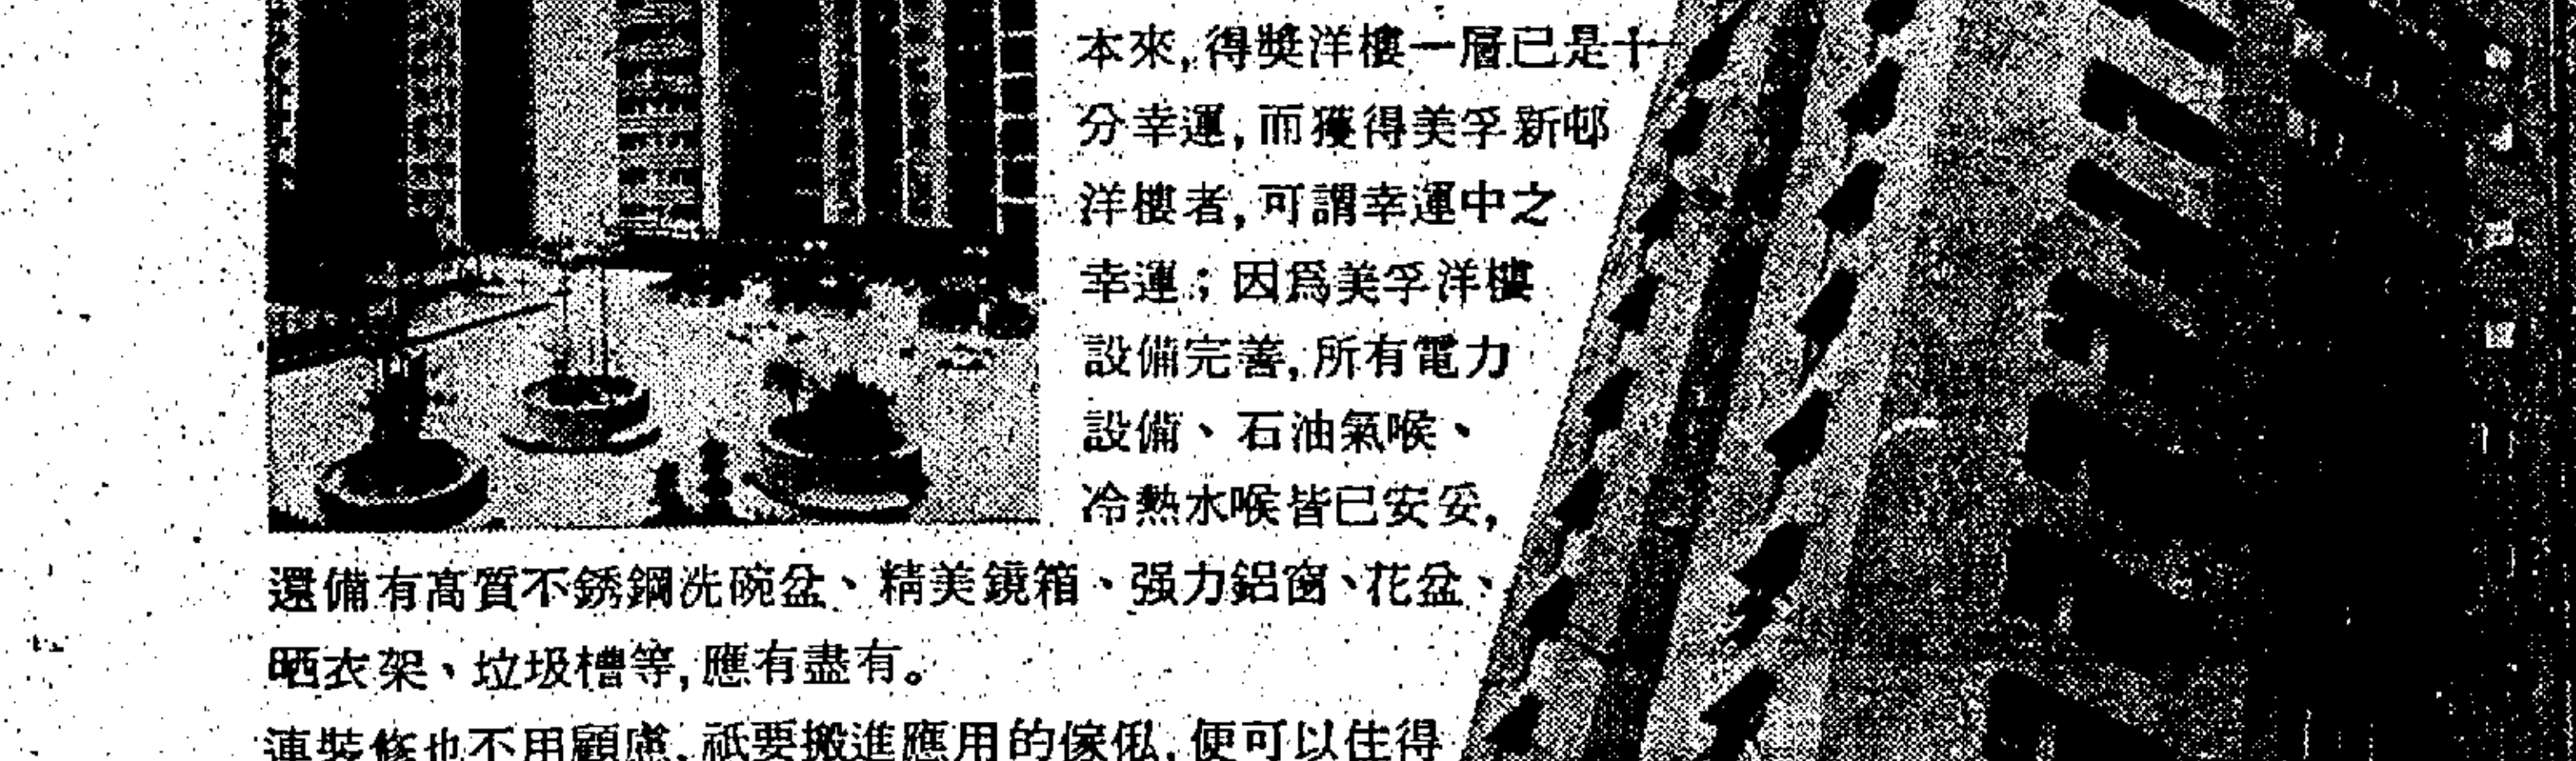 本來,得獎洋樓一層已是十
分幸運,而獲得美孚新邨
洋樓者,可謂幸運中之
幸運;因爲美孚洋樓
設備完善,所有電力
設備、石油氣喉、
冷熱水喉皆已安妥,
還備有髙質不銹鋼洗碗盆、精美鏡箱、强力鋁窗、花盆、
晒衣架、垃圾槽等,應有盡有。
連裝修也不用顧慮,祇要搬進應用的傢俬,便可以住得